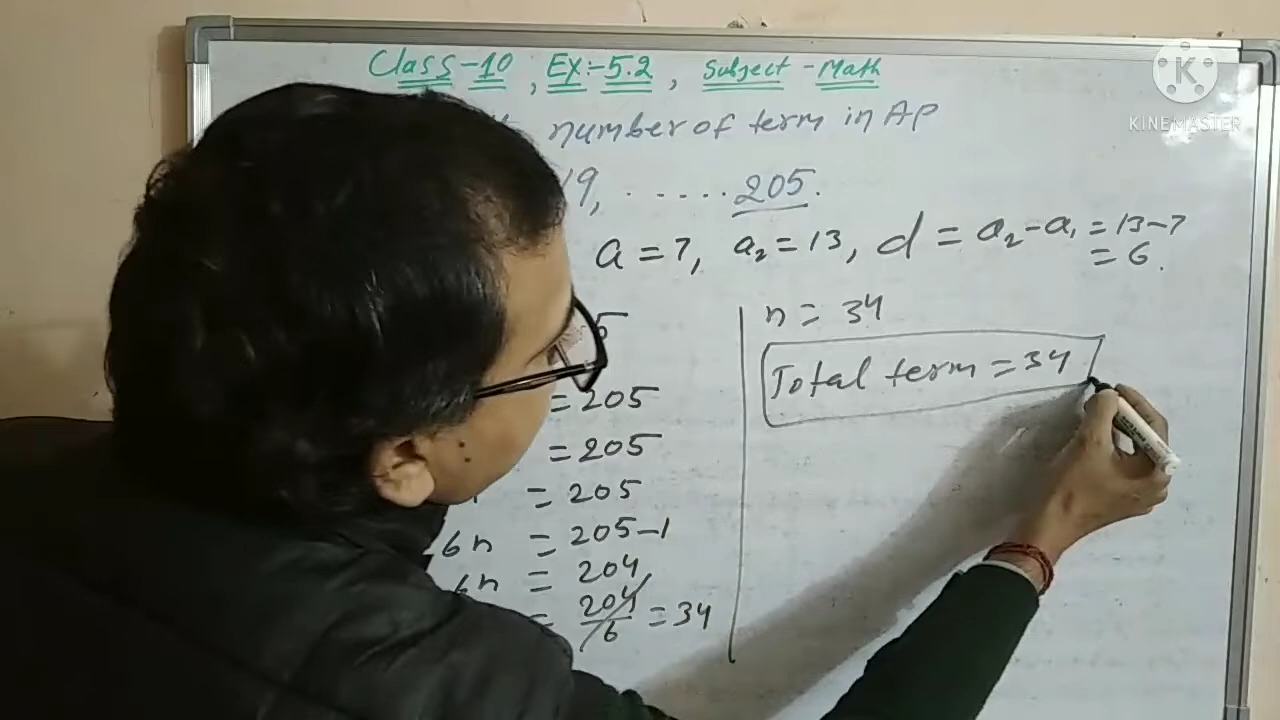 Class-10, Ex:-5.2, Subject-Math
number of term in AP
19, ...... 205.
a = 7, a₂ = 13, d = a₂-a₁ = 13-7
= 6.
5
= 205
= 205
= 205
6n = 205-1
6n = 204
= 204/6 = 34
n = 34
Total term = 34
K
KINEMASTER